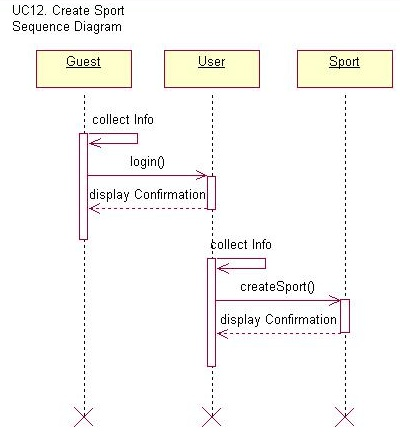 UC12. Create Sport
Sequence Diagram
Guest
User
Sport
collect Info
login()
display Confirmation
collect Info
createSport()
display Confirmation